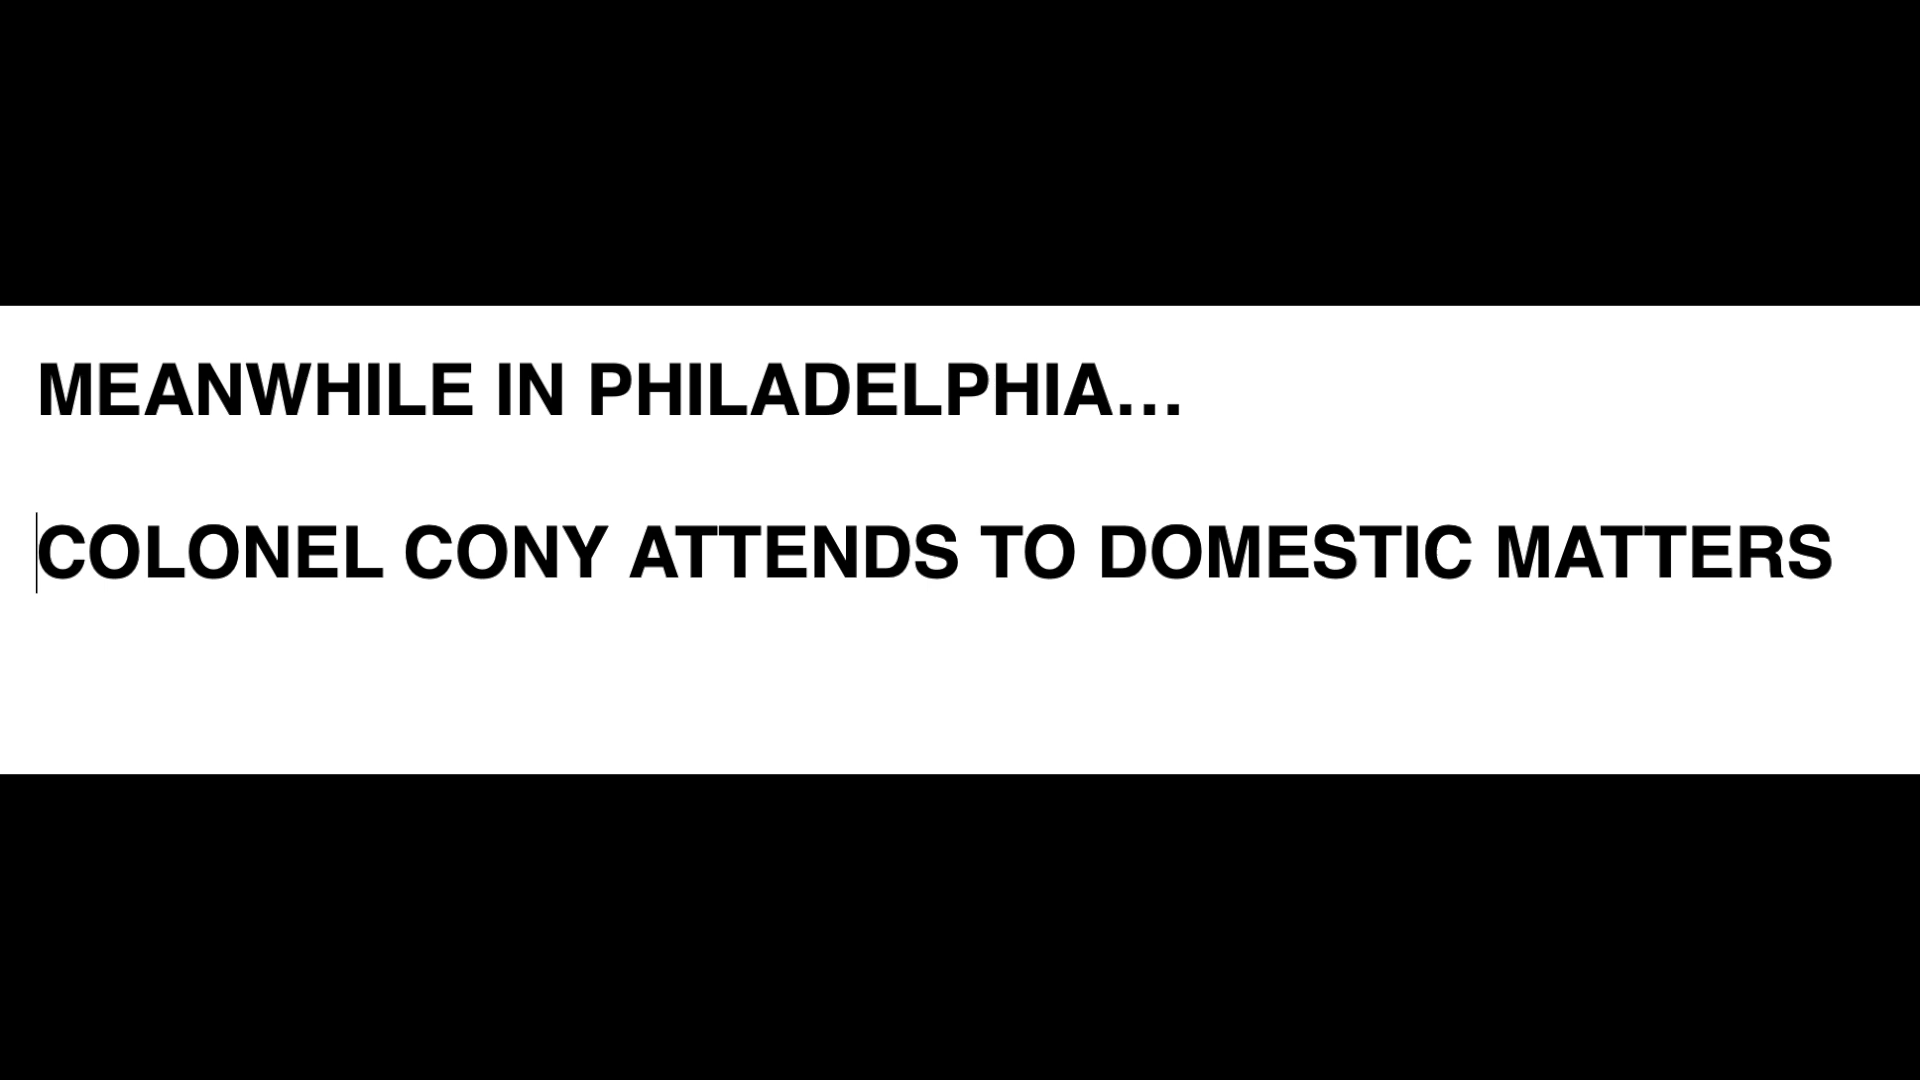 MEANWHILE IN PHILADELPHIA...
COLONEL CONY ATTENDS TO DOMESTIC MATTERS